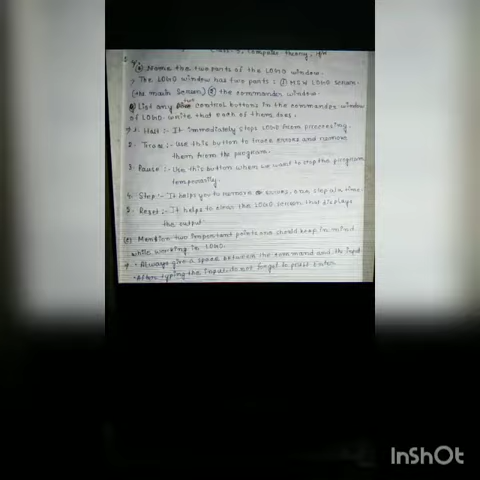 Class-5, Computer theory, H/W
(a) Name the two parts of the LOGO window.
→ The LOGO window has two parts: ① MSW LOGO screen
(the main screen) ② the commander window.
(b) List any two control buttons in the commander window
of LOGO write that each of them does.
→ 1. Halt :- It immediately stops LOGO from processing.
2. Trace :- Use this button to trace errors and remove
them from the program.
3. Pause :- Use this button when we want to stop the program
temporarily.
4. Step :- It helps you to remove errors, one step at a time
5. Reset :- It helps to clear the LOGO screen that displays
the output.
(c) Mention two important points one should keep in mind
while working in LOGO.
→ • Always give a space between the command and its input
• After typing the input, do not forget to press Enter.
InShOt